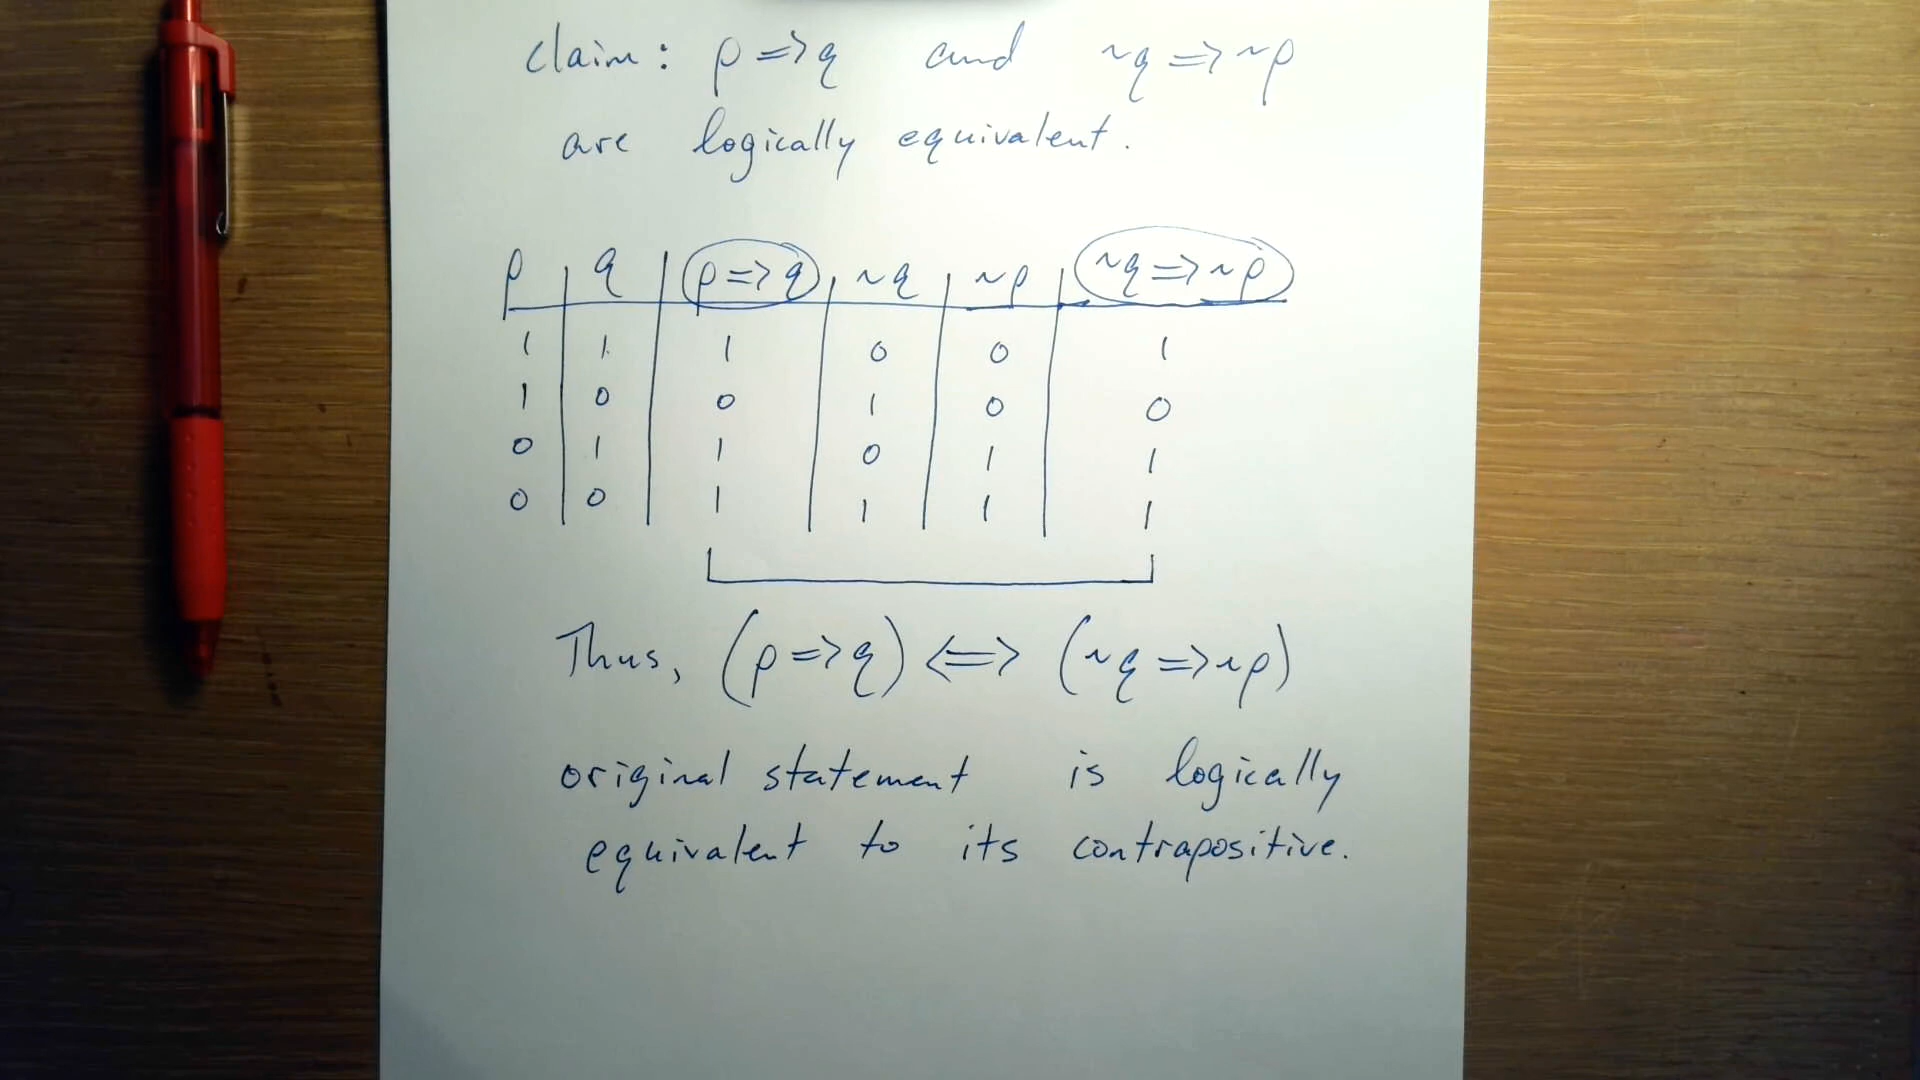 claim: p => q and ~q => ~p
are logically equivalent.
p q p => q ~q ~p ~q => ~p
1 1 1 0 0 1
1 0 0 1 0 0
0 1 1 0 1 1
0 0 1 1 1 1
Thus, (p => q) <=> (~q => ~p)
original statement is logically
equivalent to its contrapositive.